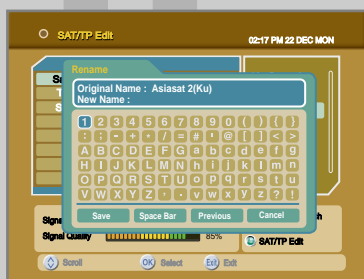 SAT/TP Edit
02:17 PM 22 DEC MON
Rename
Original Name : Asiasat 2(Ku)
New Name :
1 2 3 4 5 6 7 8 9 0 ( ) { }
: ; - + * / = # ' @ [ ] < >
A B C D E F G a b c d e f g
H I J K L M N h i j k l m n
O P Q R S T U o p q r s t u
V W X Y Z · · v w x y z ? !
Save Space Bar Previous Cancel
Signal Quality 85%
SAT/TP Edit
Scroll OK Select Exit Exit